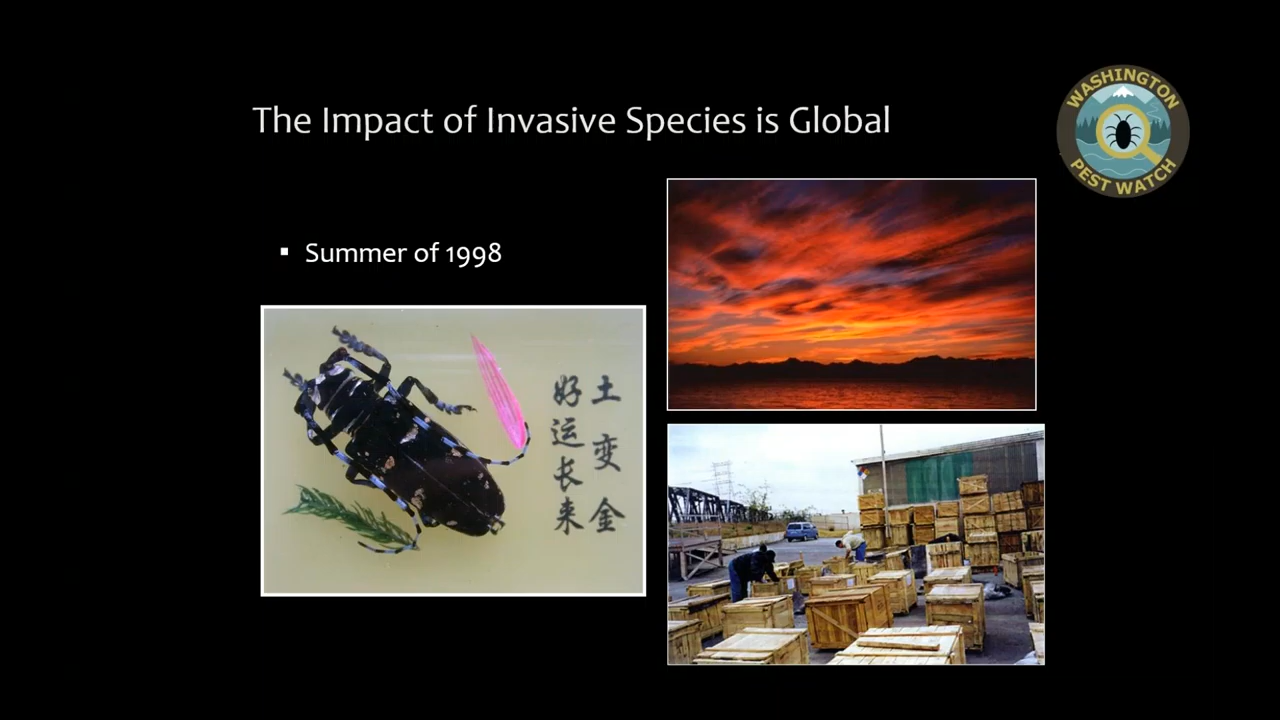 The Impact of Invasive Species is Global
WASHINGTON
PEST WATCH
▪ Summer of 1998
土变金
好运长来